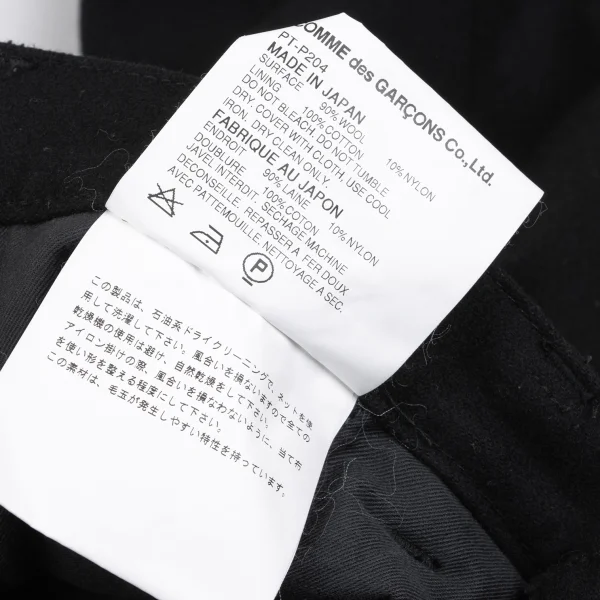 COMME des GARÇONS Co., Ltd.
PT-P204
MADE IN JAPAN
SURFACE 90% WOOL 10% NYLON
LINING 100% COTTON
DO NOT BLEACH. DO NOT TUMBLE
DRY. COVER WITH CLOTH, USE COOL
IRON. DRY CLEAN ONLY.
FABRIQUE AU JAPON
ENDROIT 90% LAINE 10% NYLON
DOUBLURE 100% COTON
JAVEL INTERDIT. SECHAGE MACHINE
DECONSEILLE. REPASSER A FER DOUX
AVEC PATTEMOUILLE. NETTOYAGE A SEC.
P
この製品は、石油系ドライクリーニングで、ネットを使
用して洗濯して下さい。風合いを損ないますので全ての
乾燥機の使用は避け、自然乾燥をして下さい。
アイロン掛けの際、風合いを損なわないように、当て布
を使い形を整える程度にして下さい。
この素材は、毛玉が発生しやすい特性を持っています。